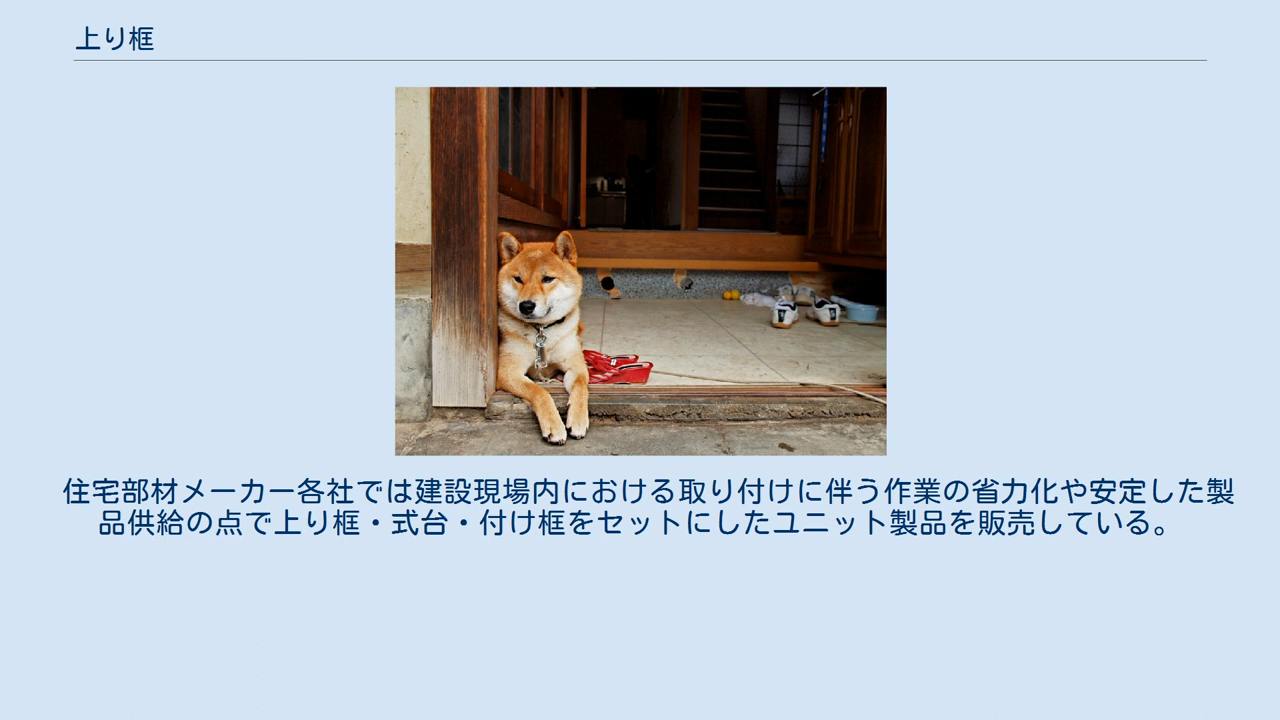 上り框
住宅部材メーカー各社では建設現場内における取り付けに伴う作業の省力化や安定した製
品供給の点で上り框・式台・付け框をセットにしたユニット製品を販売している。